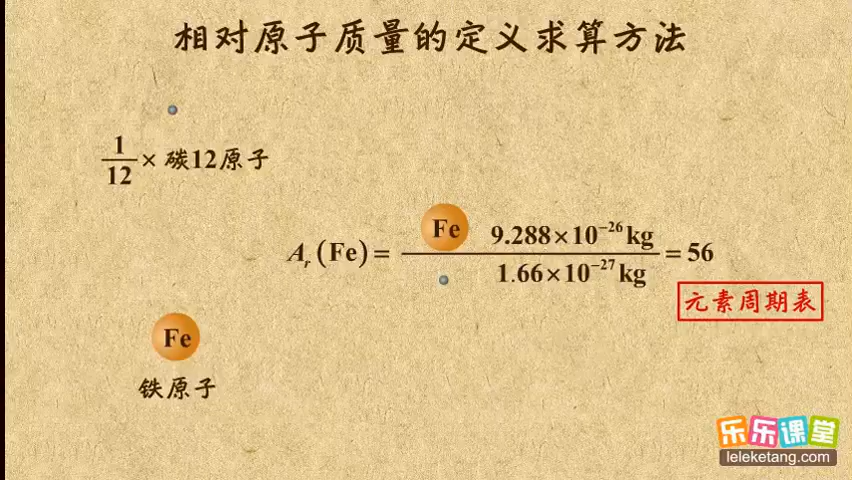 相对原子质量的定义求算方法
1/12 × 碳12原子
Ar(Fe) = Fe 9.288×10⁻²⁶kg / 1.66×10⁻²⁷kg = 56
元素周期表
Fe
铁原子
乐乐课堂
leleketang.com